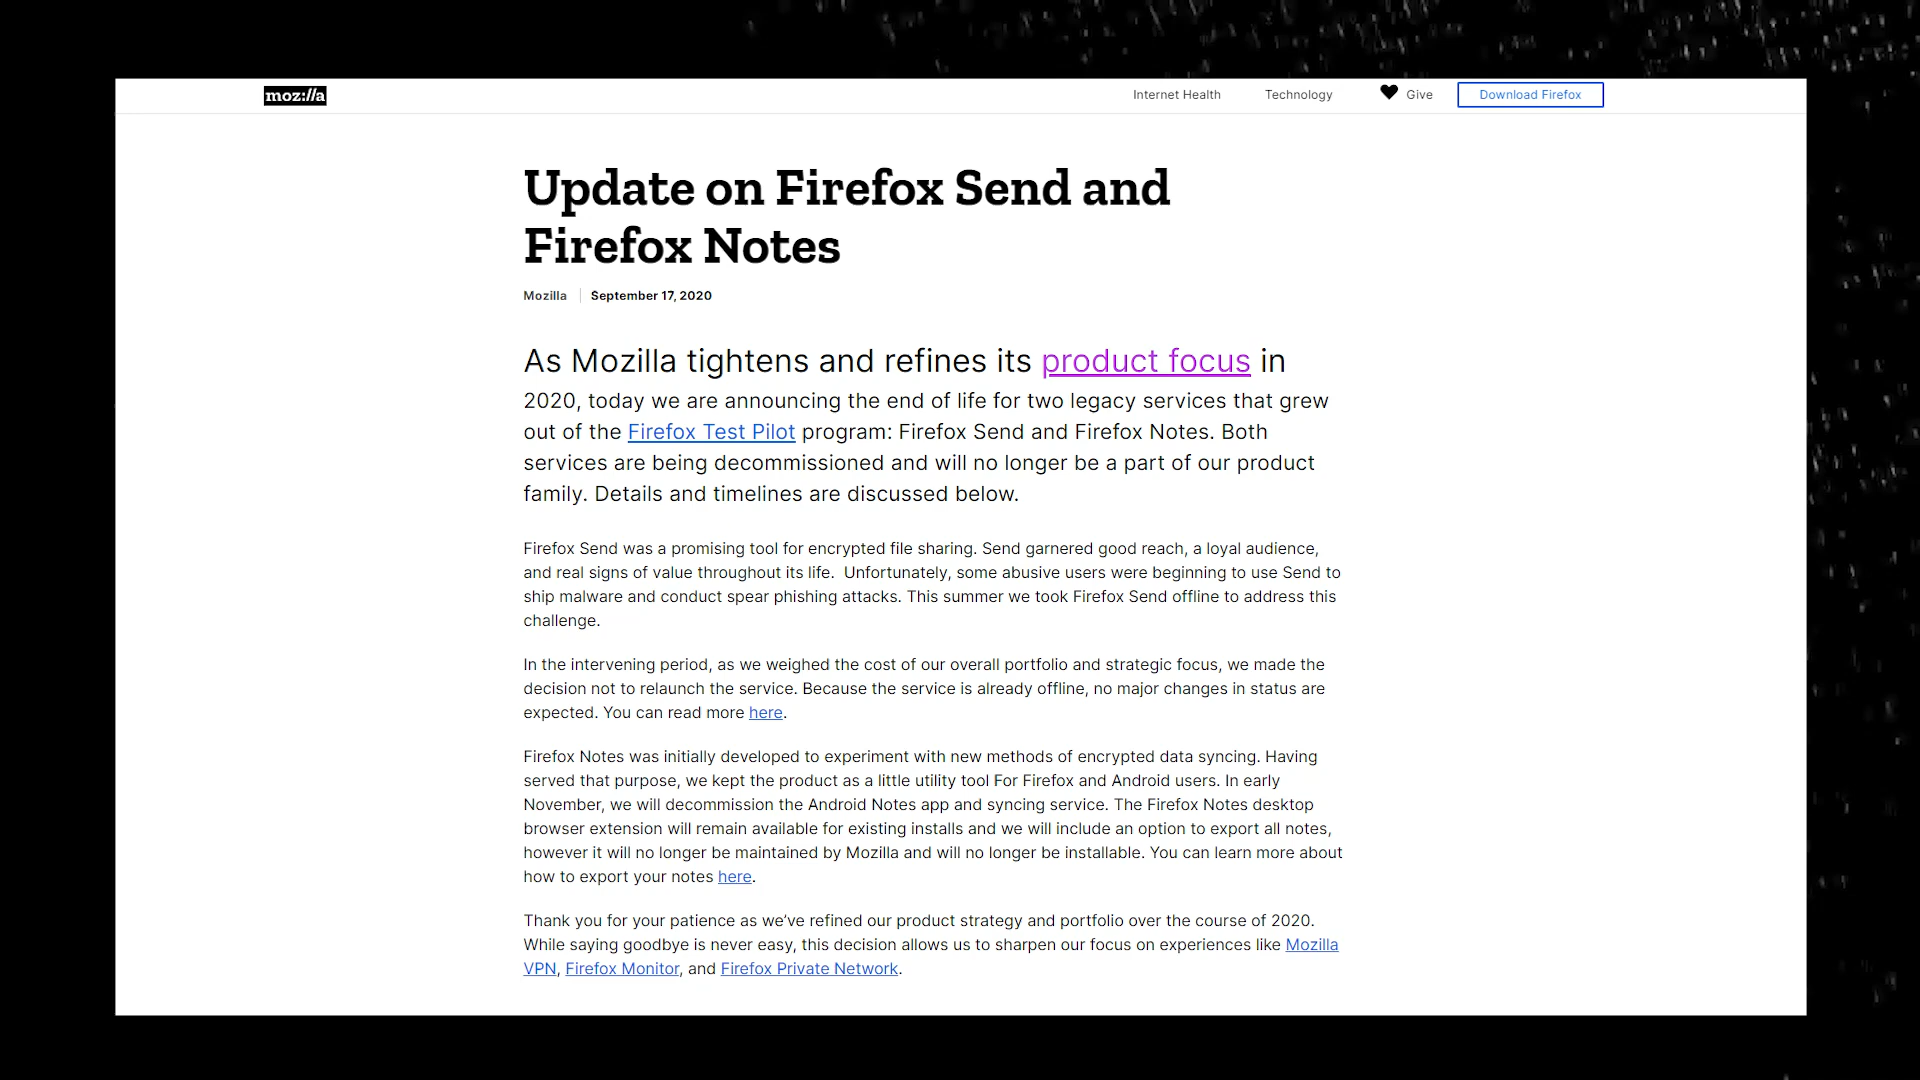 moz://a
Internet Health
Technology
Give
Download Firefox
Update on Firefox Send and
Firefox Notes
Mozilla
September 17, 2020
As Mozilla tightens and refines its product focus in
2020, today we are announcing the end of life for two legacy services that grew
out of the Firefox Test Pilot program: Firefox Send and Firefox Notes. Both
services are being decommissioned and will no longer be a part of our product
family. Details and timelines are discussed below.
Firefox Send was a promising tool for encrypted file sharing. Send garnered good reach, a loyal audience,
and real signs of value throughout its life.  Unfortunately, some abusive users were beginning to use Send to
ship malware and conduct spear phishing attacks. This summer we took Firefox Send offline to address this
challenge.
In the intervening period, as we weighed the cost of our overall portfolio and strategic focus, we made the
decision not to relaunch the service. Because the service is already offline, no major changes in status are
expected. You can read more here.
Firefox Notes was initially developed to experiment with new methods of encrypted data syncing. Having
served that purpose, we kept the product as a little utility tool For Firefox and Android users. In early
November, we will decommission the Android Notes app and syncing service. The Firefox Notes desktop
browser extension will remain available for existing installs and we will include an option to export all notes,
however it will no longer be maintained by Mozilla and will no longer be installable. You can learn more about
how to export your notes here.
Thank you for your patience as we’ve refined our product strategy and portfolio over the course of 2020.
While saying goodbye is never easy, this decision allows us to sharpen our focus on experiences like Mozilla
VPN, Firefox Monitor, and Firefox Private Network.